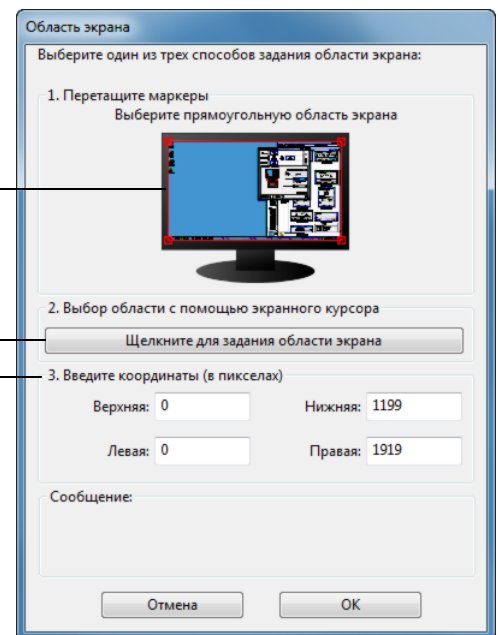 Область экрана
Выберите один из трех способов задания области экрана:
1. Перетащите маркеры
Выберите прямоугольную область экрана
2. Выбор области с помощью экранного курсора
Щелкните для задания области экрана
3. Введите координаты (в пикселах)
Верхняя: 0 Нижняя: 1199
Левая: 0 Правая: 1919
Сообщение:
Отмена OK